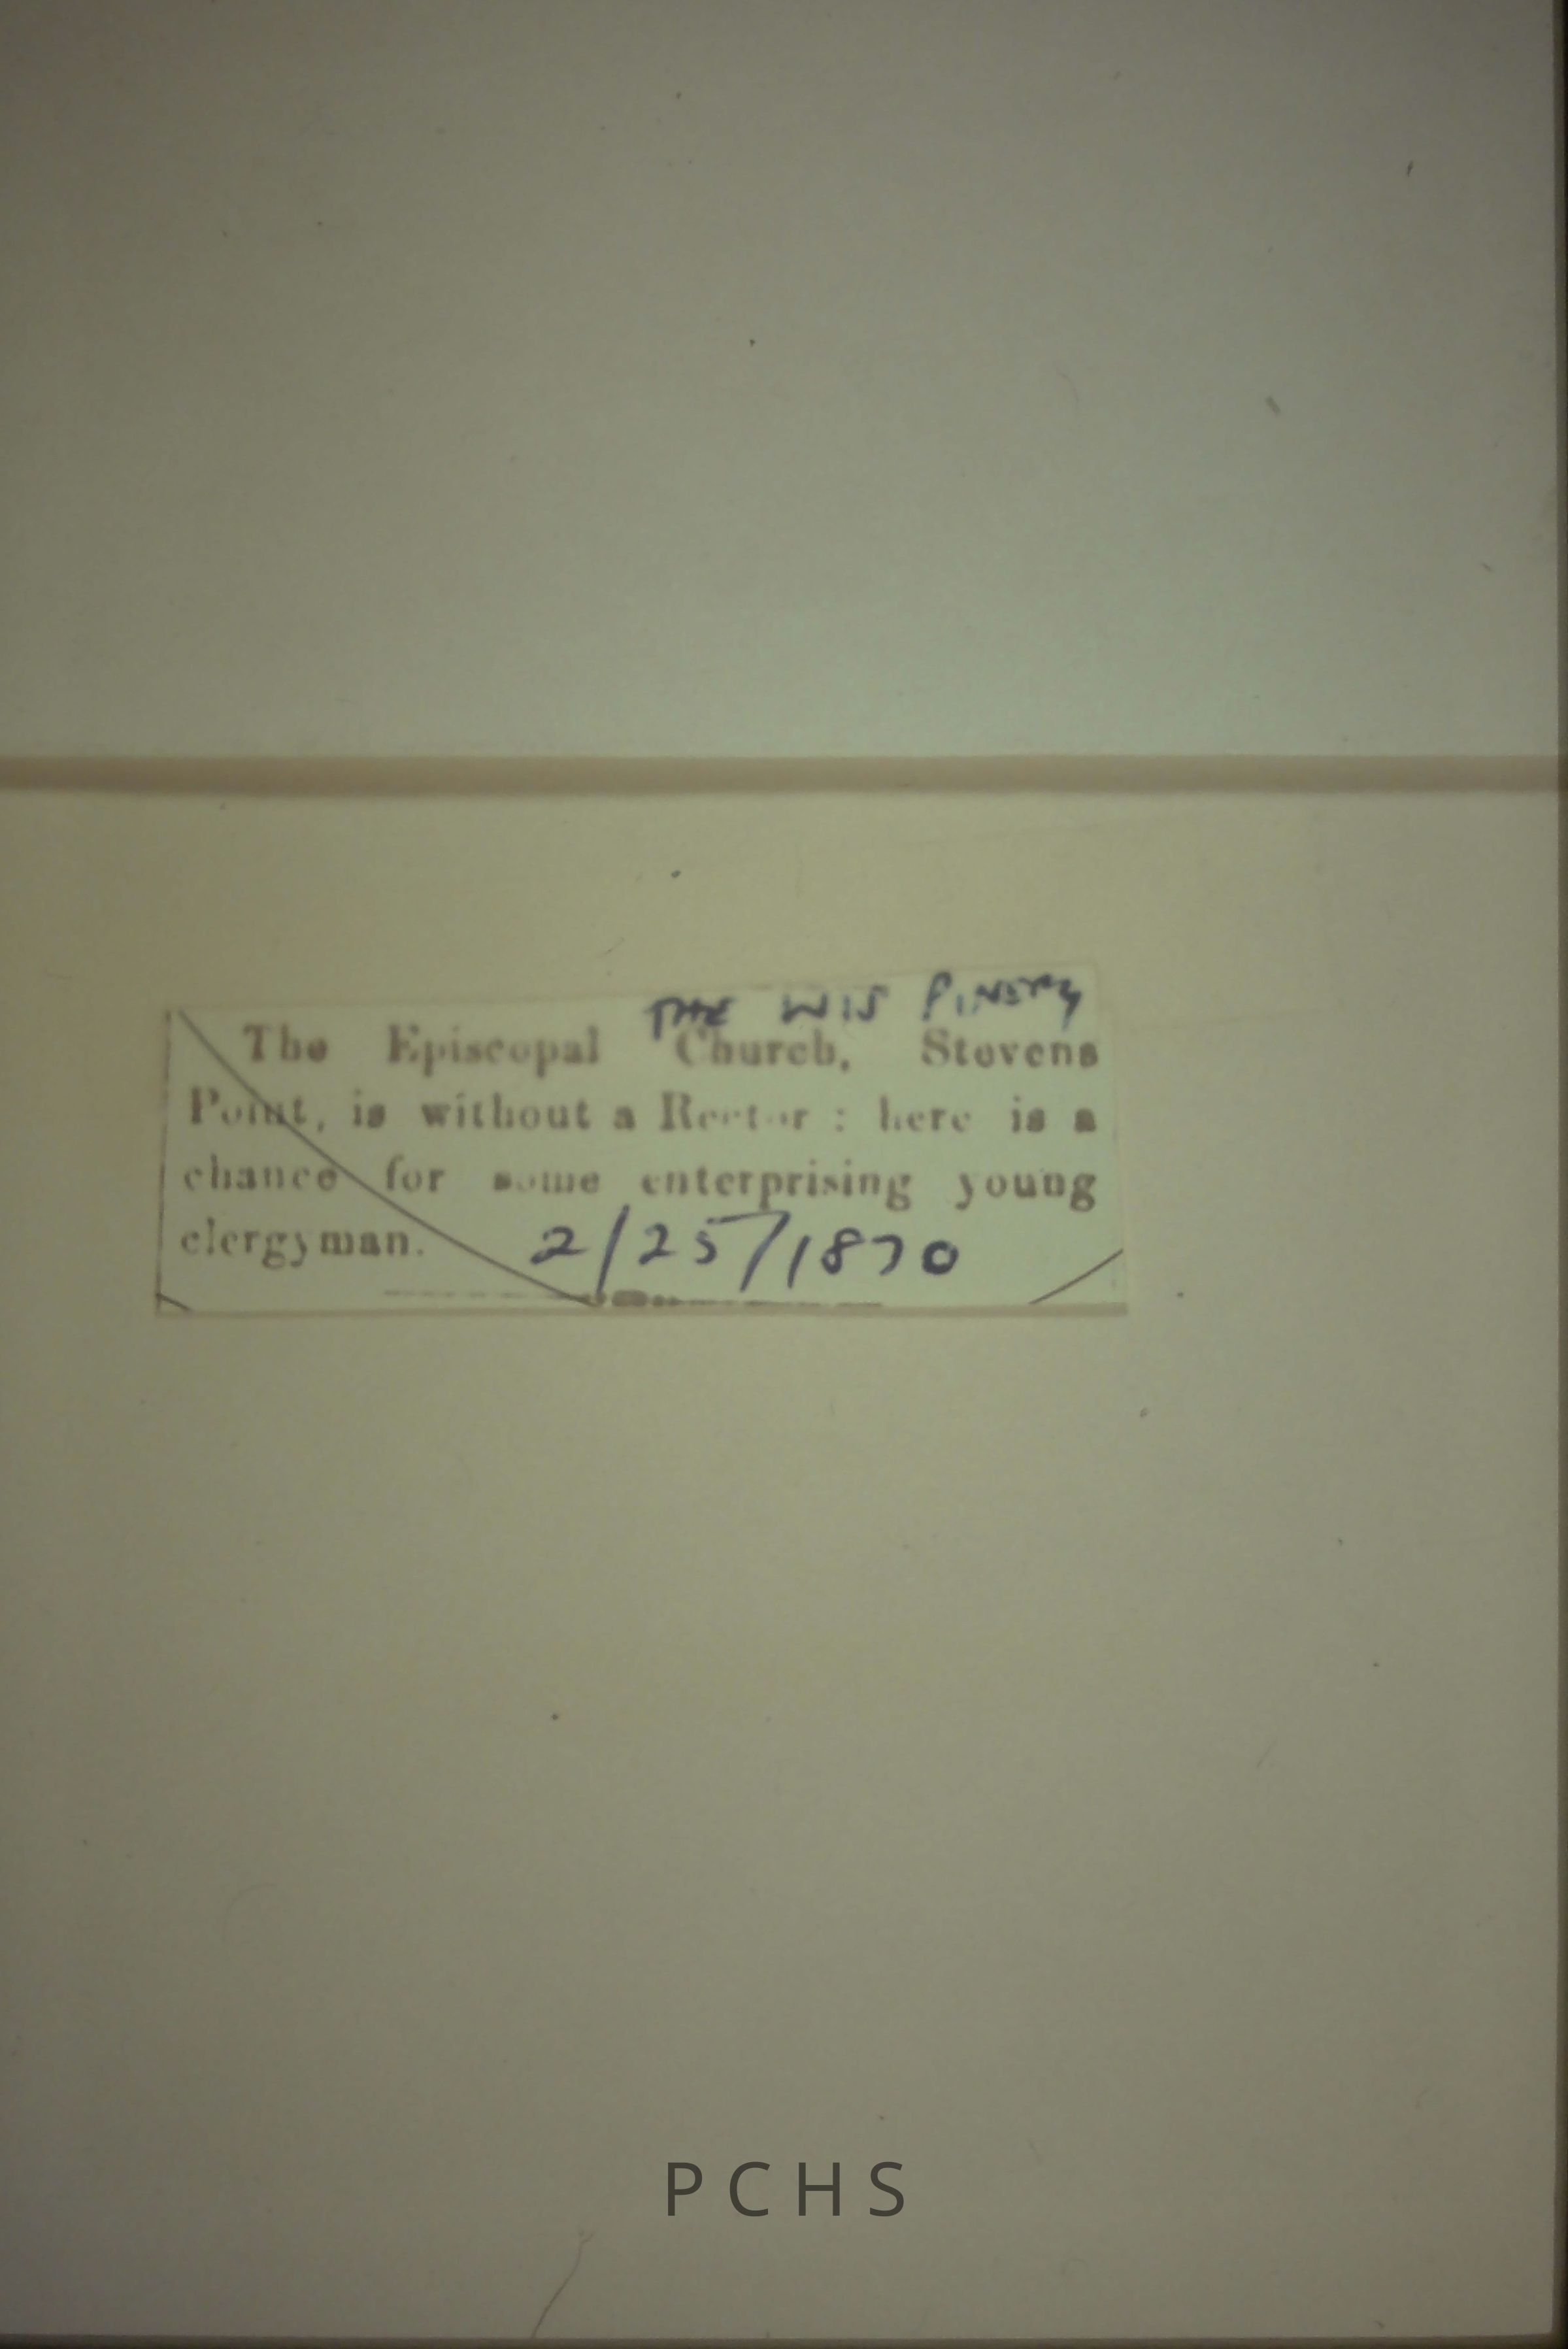 THE WIS PINERY
The Episcopal Church, Stevens
Point, is without a Rector : here is a
chance for some enterprising young
clergyman.
2/25/1870
PCHS